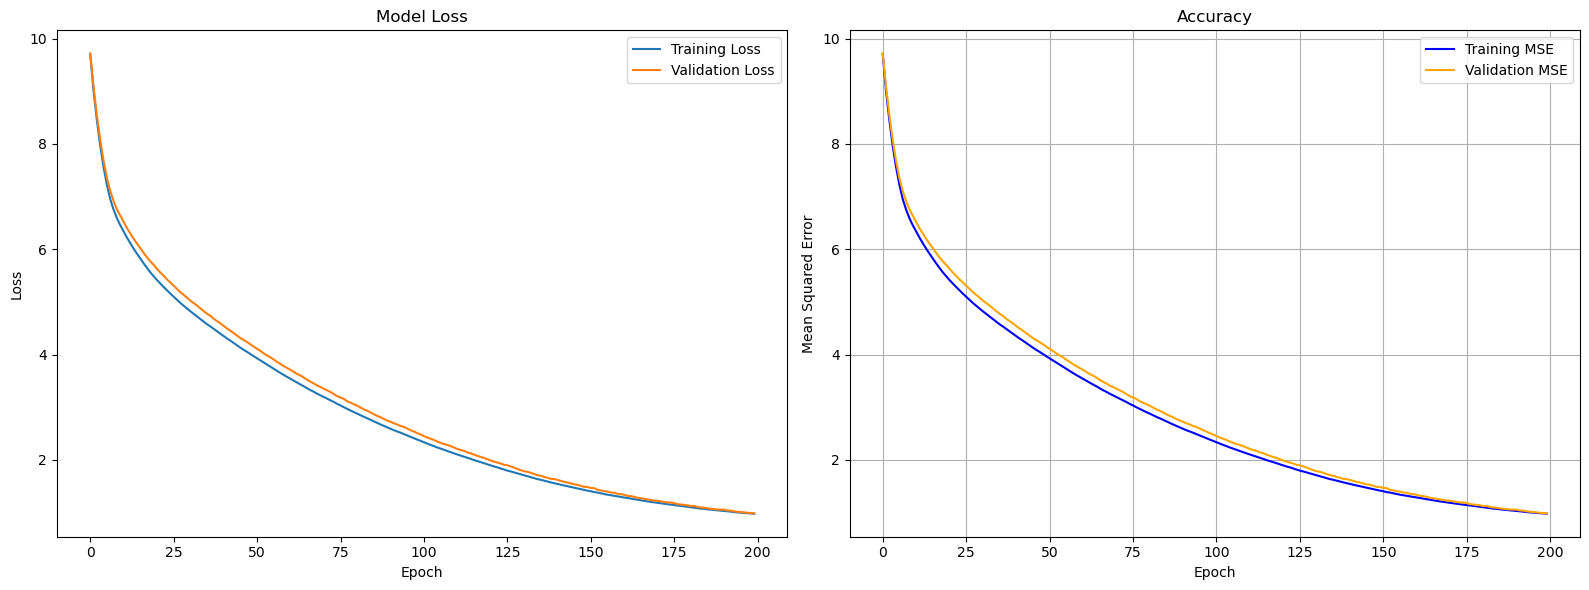 Model Loss
Training Loss
Validation Loss
10
8
6
4
2
Loss
0
25
50
75
100
125
150
175
200
Epoch
Accuracy
Training MSE
Validation MSE
10
8
6
4
2
Mean Squared Error
0
25
50
75
100
125
150
175
200
Epoch